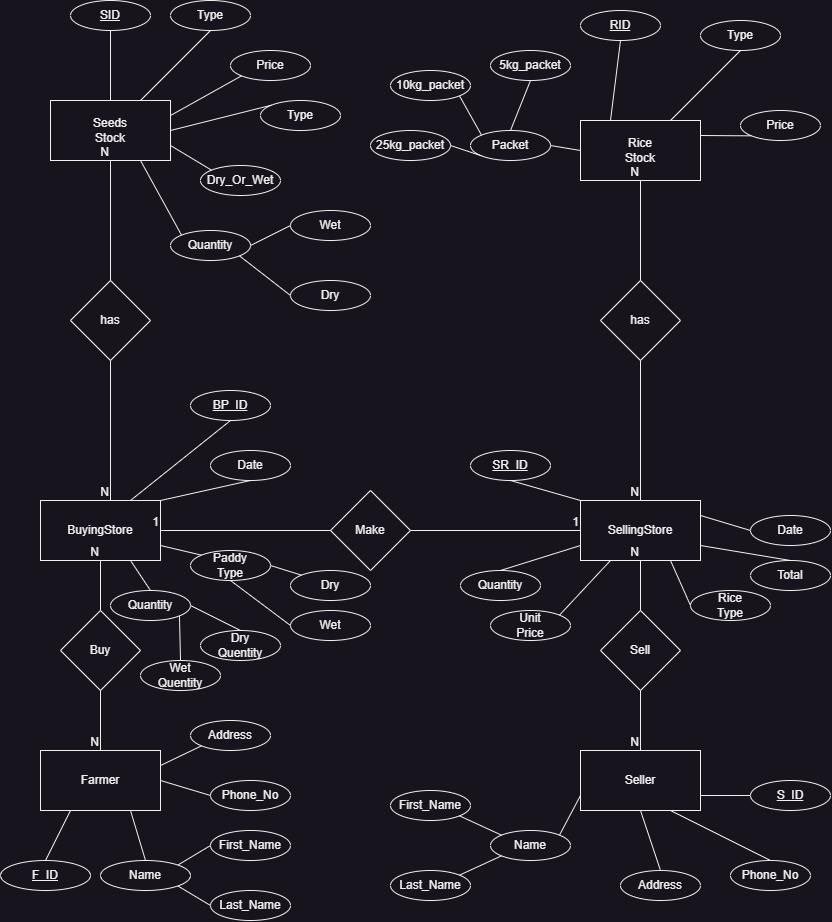 SID
Type
Price
Type
Dry_Or_Wet
Seeds
Stock
N
Quantity
Wet
Dry
has
RID
Type
Price
5kg_packet
10kg_packet
25kg_packet
Packet
Rice
Stock
N
has
BP_ID
Date
N
BuyingStore
1
N
Make
Paddy
Type
Dry
Wet
Quantity
Dry
Quentity
Wet
Quentity
Buy
SR_ID
N
1
SellingStore
N
Date
Total
Rice
Type
Quantity
Unit
Price
Sell
N
Farmer
Address
Phone_No
First_Name
Name
Last_Name
F_ID
N
Seller
S_ID
First_Name
Name
Last_Name
Address
Phone_No